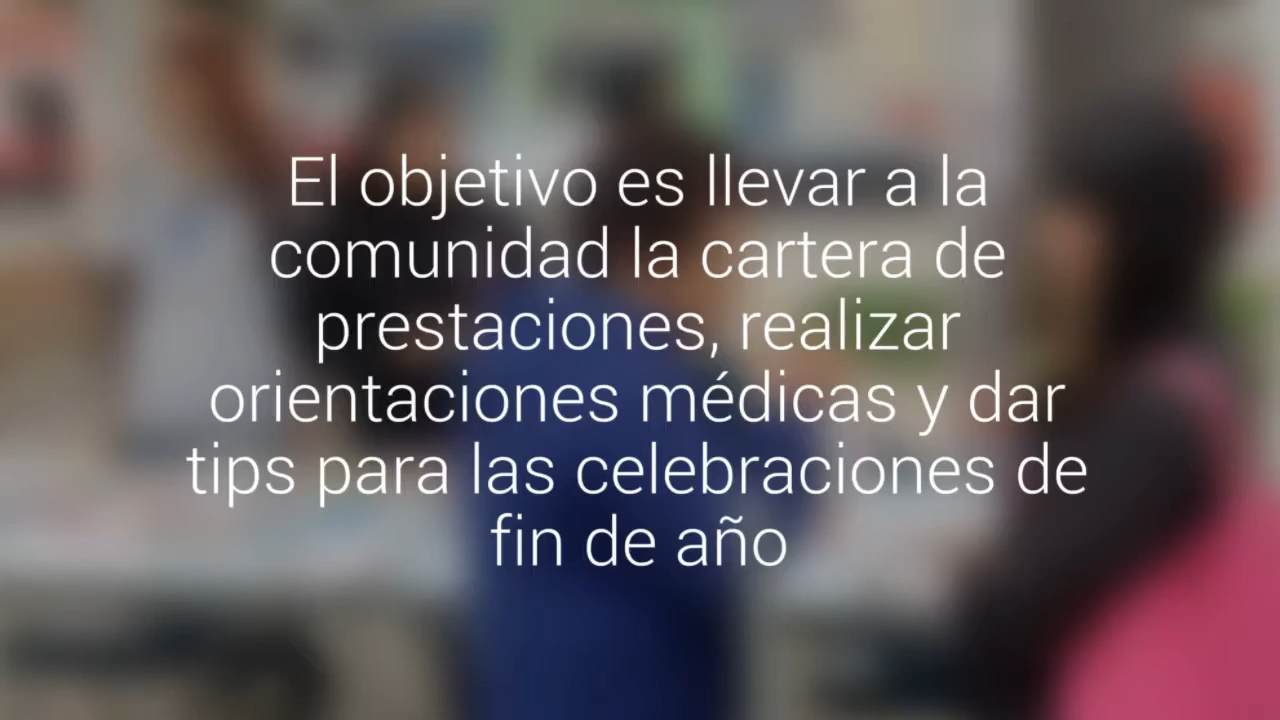 El objetivo es llevar a la
comunidad la cartera de
prestaciones, realizar
orientaciones médicas y dar
tips para las celebraciones de
fin de año